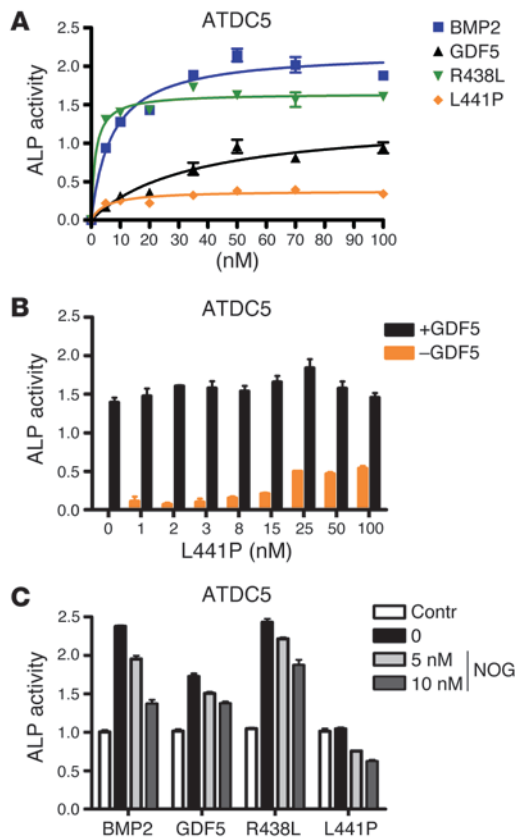 A
ATDC5
BMP2
GDF5
R438L
L441P
ALP activity
2.5
2.0
1.5
1.0
0.5
0.0
0 10 20 30 40 50 60 70 80 90 100
(nM)
B
ATDC5
+GDF5
−GDF5
ALP activity
2.5
2.0
1.5
1.0
0.5
0.0
0 1 2 3 8 15 25 50 100
L441P (nM)
C
ATDC5
Contr
0
5 nM
10 nM
NOG
ALP activity
2.5
2.0
1.5
1.0
0.5
0.0
BMP2 GDF5 R438L L441P